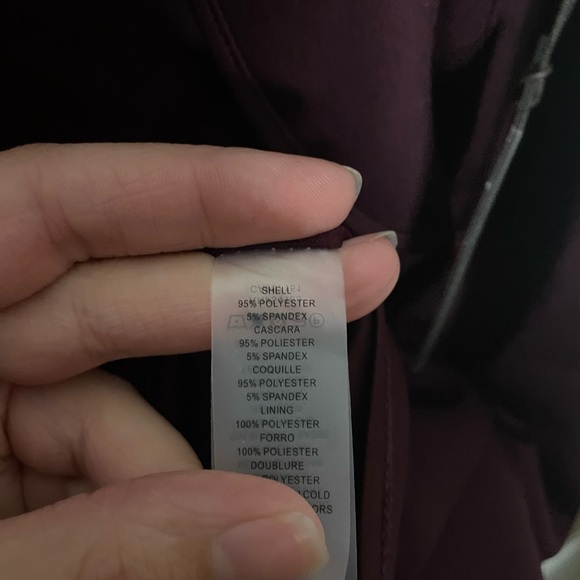 SHELL
95% POLYESTER
5% SPANDEX
CASCARA
95% POLIESTER
5% SPANDEX
COQUILLE
95% POLYESTER
5% SPANDEX
LINING
100% POLYESTER
FORRO
100% POLIESTER
DOUBLURE
COLD